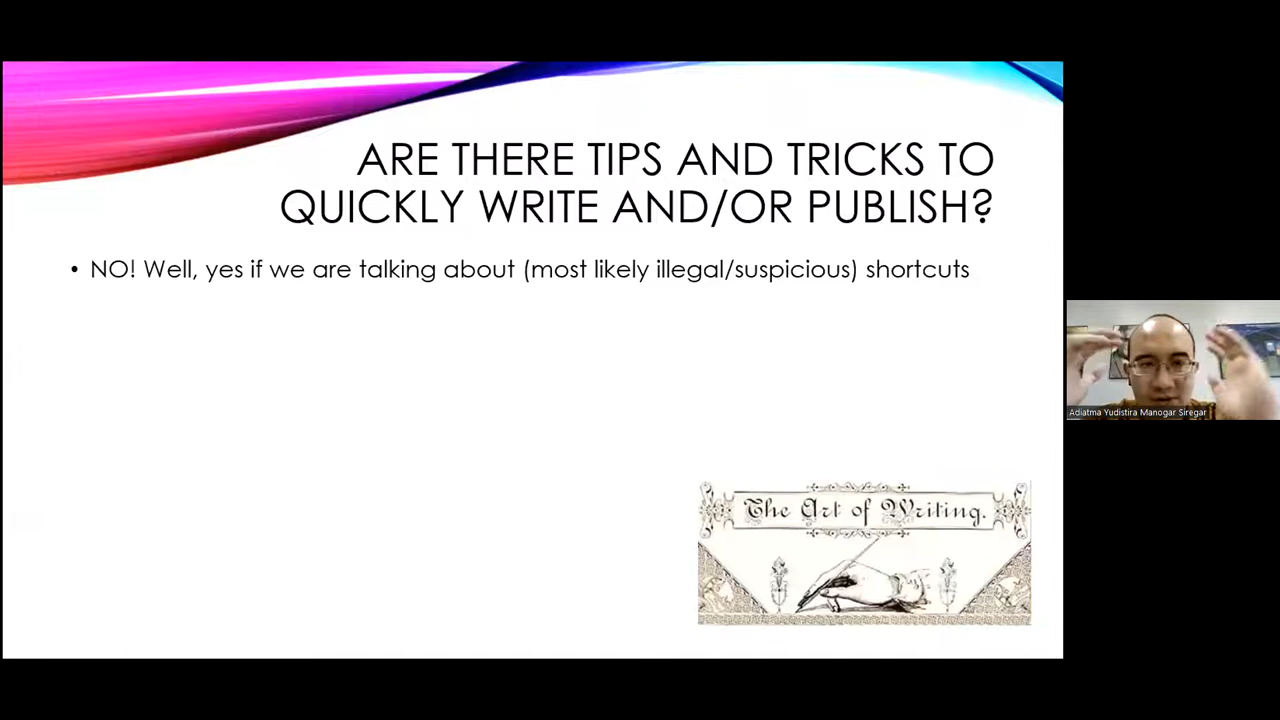 ARE THERE TIPS AND TRICKS TO
QUICKLY WRITE AND/OR PUBLISH?
• NO! Well, yes if we are talking about (most likely illegal/suspicious) shortcuts
The Art of Writing.
Adiatma Yudistira Manogar Siregar